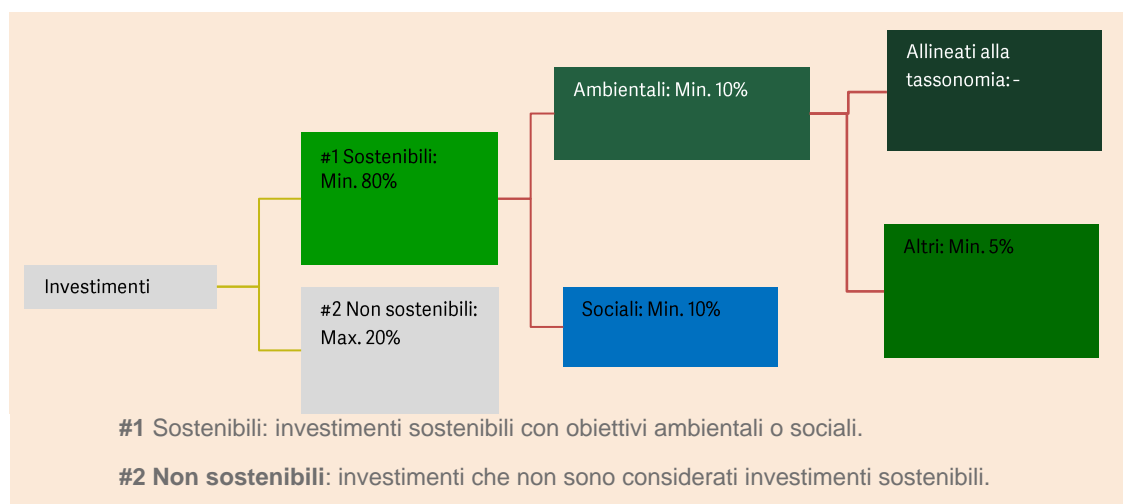 Allineati alla
tassonomia:-
Ambientali: Min. 10%
#1 Sostenibili:
Min. 80%
Altri: Min. 5%
Investimenti
#2 Non sostenibili:
Max. 20%
Sociali: Min. 10%
#1 Sostenibili: investimenti sostenibili con obiettivi ambientali o sociali.
#2 Non sostenibili: investimenti che non sono considerati investimenti sostenibili.